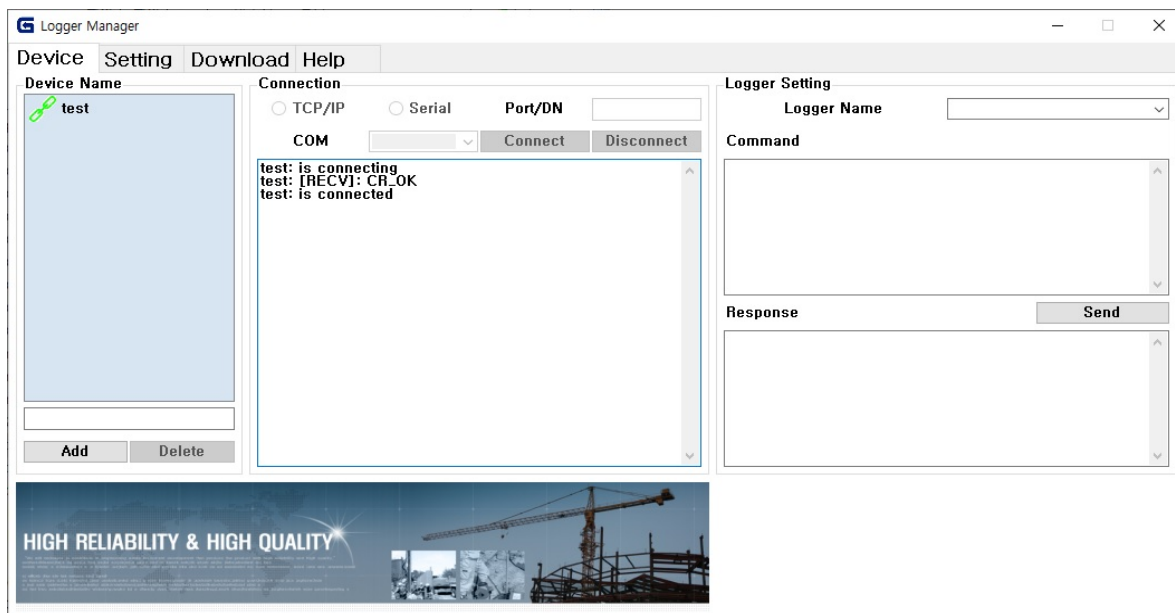 G Logger Manager
Device Setting Download Help
Device Name
test
Add Delete
Connection
TCP/IP Serial Port/DN
COM Connect Disconnect
test: is connecting
test: [RECV]: CR_OK
test: is connected
Logger Setting
Logger Name
Command
Response Send
HIGH RELIABILITY & HIGH QUALITY